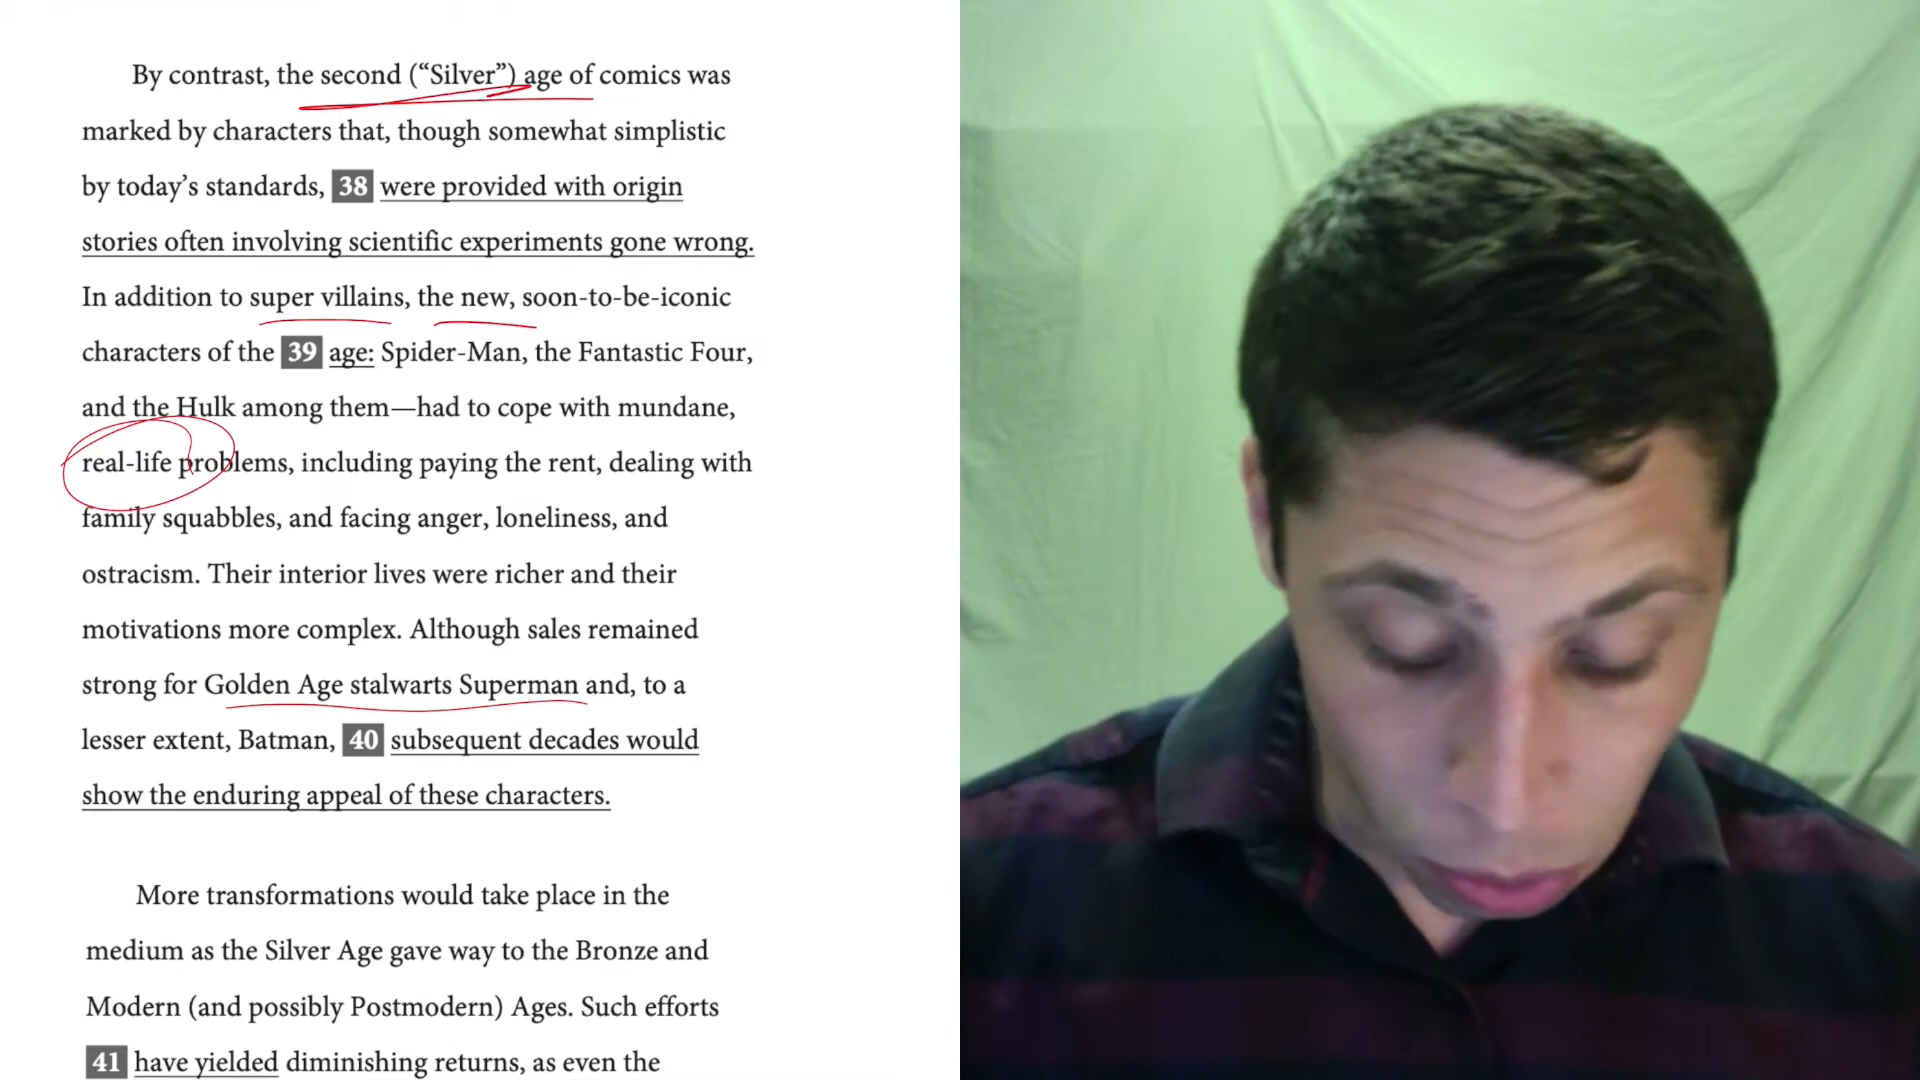 By contrast, the second (“Silver”) age of comics was
marked by characters that, though somewhat simplistic
by today’s standards, 38 were provided with origin
stories often involving scientific experiments gone wrong.
In addition to super villains, the new, soon-to-be-iconic
characters of the 39 age: Spider-Man, the Fantastic Four,
and the Hulk among them—had to cope with mundane,
real-life problems, including paying the rent, dealing with
family squabbles, and facing anger, loneliness, and
ostracism. Their interior lives were richer and their
motivations more complex. Although sales remained
strong for Golden Age stalwarts Superman and, to a
lesser extent, Batman, 40 subsequent decades would
show the enduring appeal of these characters.
More transformations would take place in the
medium as the Silver Age gave way to the Bronze and
Modern (and possibly Postmodern) Ages. Such efforts
41 have yielded diminishing returns, as even the